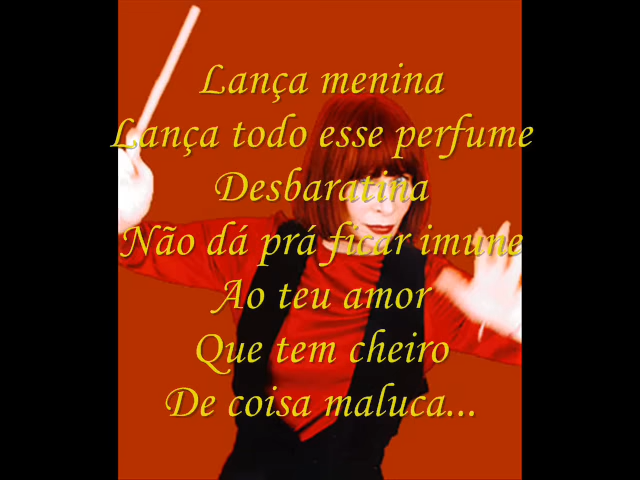 Lança menina
Lança todo esse perfume
Desbaratina
Não dá prá ficar imune
Ao teu amor
Que tem cheiro
De coisa maluca...